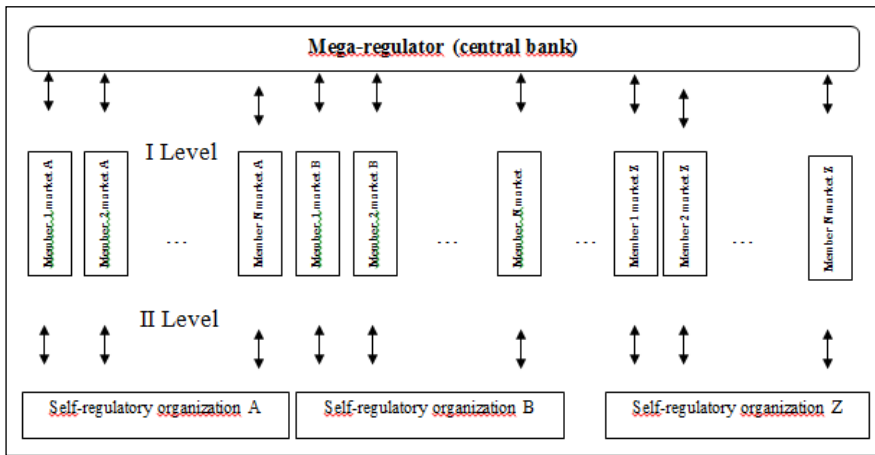 Mega-regulator (central bank)
I Level
Member 1 market A
Member 2 market A
...
Member N market A
Member 1 market B
Member 2 market B
...
Member N market
...
Member 1 market Z
Member 2 market Z
...
Member N market Z
II Level
Self-regulatory organization A
Self-regulatory organization B
Self-regulatory organization Z